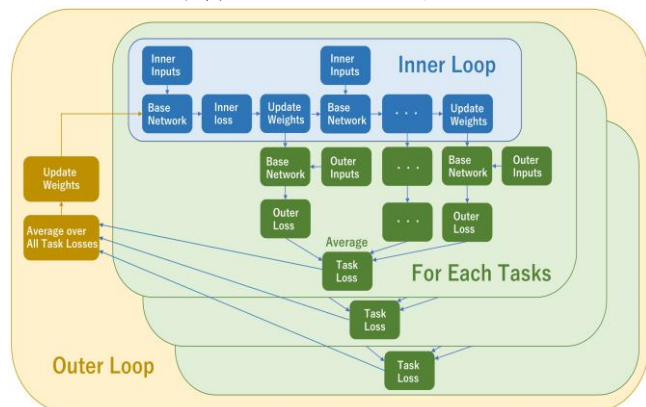 Inner
Inputs
Inner
Inputs
Inner Loop
Base
Network
Inner
loss
Update
Weights
Base
Network
. . .
Update
Weights
Base
Network
Outer
Inputs
. . .
Base
Network
Outer
Inputs
Update
Weights
Outer
Loss
. . .
Outer
Loss
Average over
All Task Losses
Average
Task
Loss
For Each Tasks
Task
Loss
Outer Loop
Task
Loss